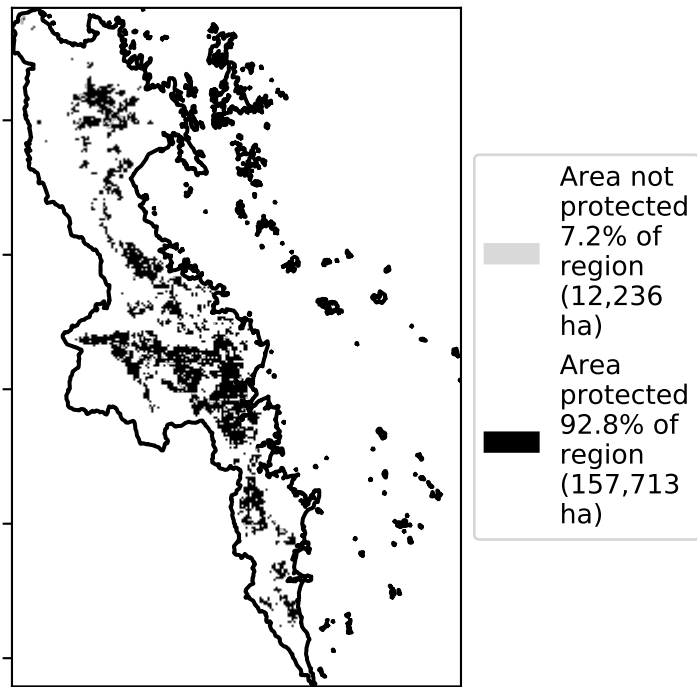 Area not
protected
7.2% of
region
(12,236
ha)
Area
protected
92.8% of
region
(157,713
ha)